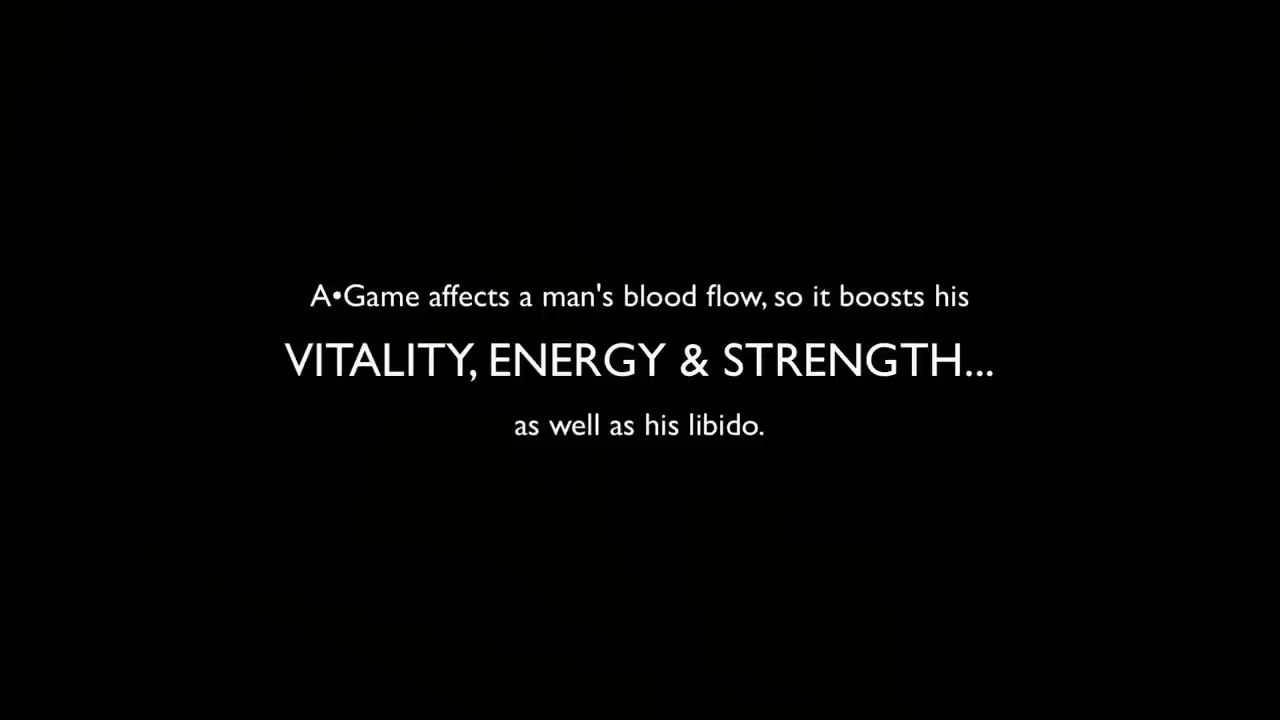 A•Game affects a man's blood flow, so it boosts his
VITALITY, ENERGY & STRENGTH...
as well as his libido.